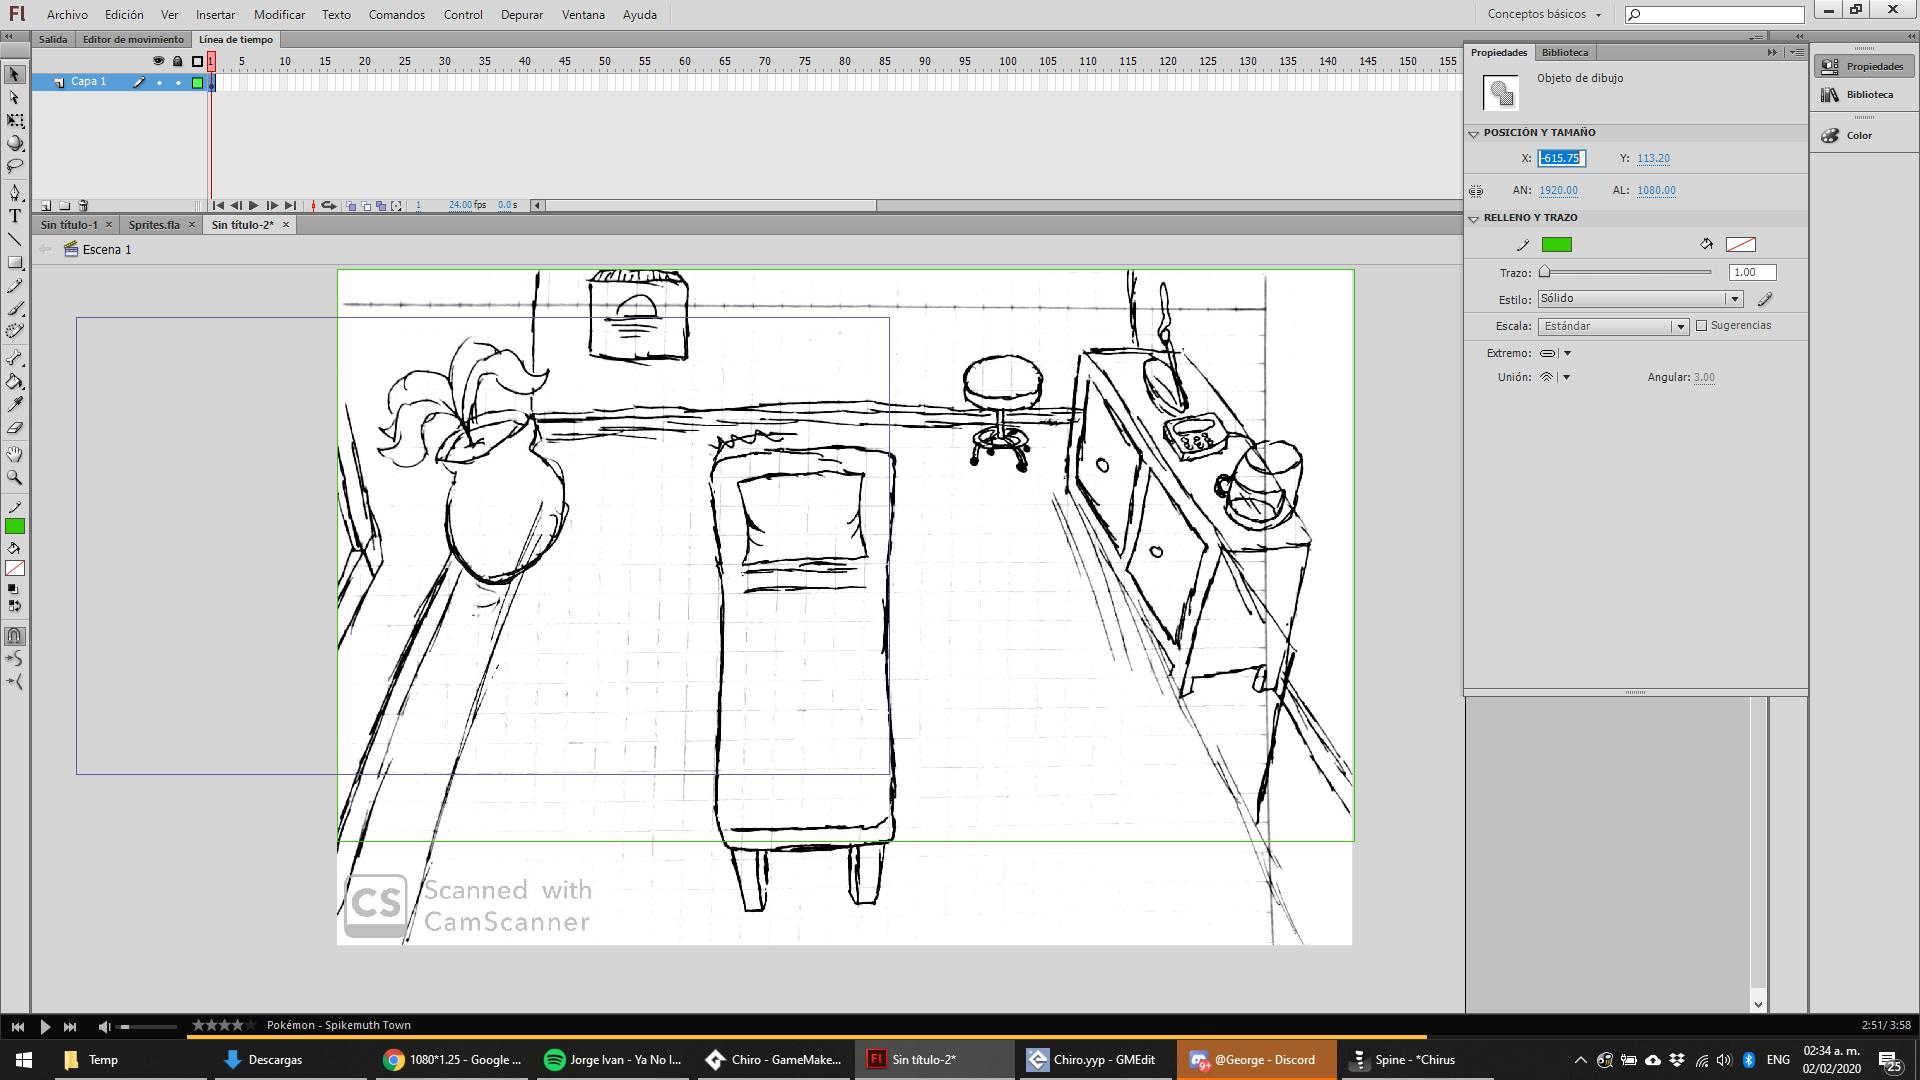 Fl Archivo Edición Ver Insertar Modificar Texto Comandos Control Depurar Ventana Ayuda Conceptos básicos
Salida Editor de movimiento Línea de tiempo
1 5 10 15 20 25 30 35 40 45 50 55 60 65 70 75 80 85 90 95 100 105 110 115 120 125 130 135 140 145 150 155
Capa 1
1 24.00 fps 0.0 s
Sin título-1 Sprites.fla Sin título-2*
Escena 1
Propiedades Biblioteca
Objeto de dibujo
POSICIÓN Y TAMAÑO
X: -615.75 Y: 113.20
AN: 1920.00 AL: 1080.00
RELLENO Y TRAZO
Trazo: 1.00
Estilo: Sólido
Escala: Estándar Sugerencias
Extremo:
Unión: Angular: 3.00
Propiedades
Biblioteca
Color
CS Scanned with
CamScanner
Pokémon - Spikemuth Town 2:51/ 3:58
Temp Descargas 1080*1.25 - Google ... Jorge Ivan - Ya No l... Chiro - GameMake... Fl Sin título-2* Chiro.yyp - GMEdit @George - Discord Spine - *Chirus ENG
02:34 a. m.
02/02/2020
25